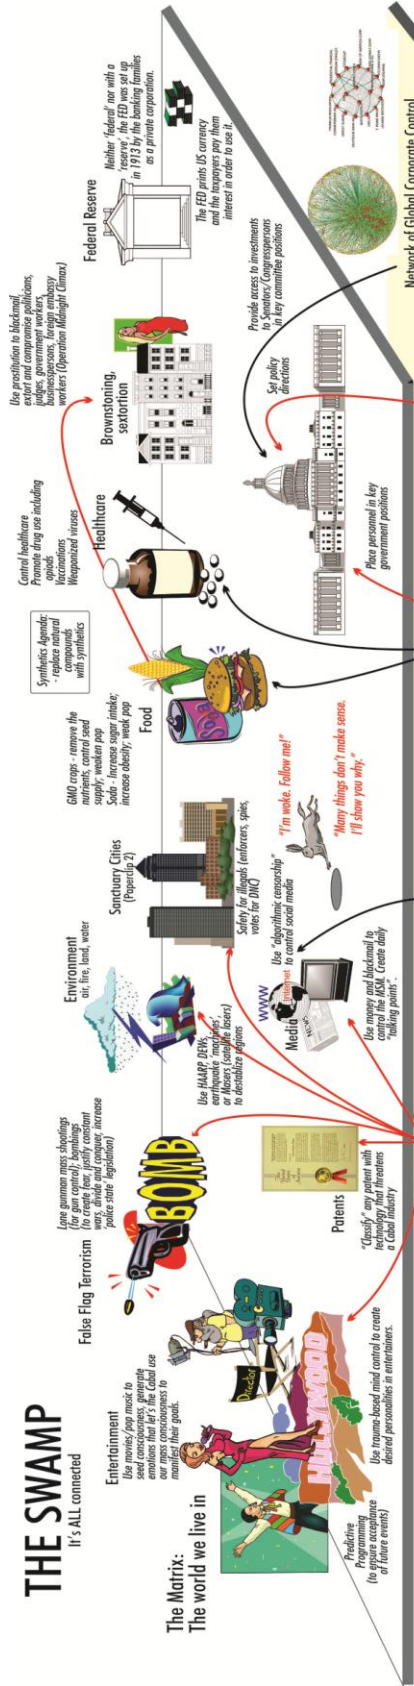 THE SWAMP
It's ALL connected
The Matrix:
The world we live in
Entertainment
Use movies/pop music to
seed consciousness, generate
emotions that let's the Cabal use
our mass consciousness to
manifest their goals.
Predictive
Programming
(to ensure acceptance
of future events)
HOLLYWOOD
Director
Use trauma-based mind control to create
desired personalities in entertainers.
False Flag Terrorism
Lone gunman mass shootings
(for gun control); bombings
(to create fear, justify constant
wars, divide and conquer, increase
'police state' legislation)
BOMB
Patents
"Classify" any patent with
technology that threatens
a Cabal industry
Environment
air, fire, land, water
Use HAARP, DEWs,
earthquake 'machines',
or Masers (satellite lasers)
to destablize regions
WWW
Internet
NEWS
Media
Use "algorithmic censorship"
to control social media
Use money and blackmail to
control the MSM. Create daily
"talking points".
Sanctuary Cities
(Paperclip 2)
Safety for illegals (enforcers, spies,
votes for DNC)
"I'm woke. Follow me!"
"Many things don't make sense.
I'll show you why."
GMO crops - remove the
nutrients, control seed
supply; weaken pop
Soda - Increase sugar intake;
increase obesity; weak pop
Food
Soda
Synthetics Agenda:
- replace natural
compounds
with synthetics
Control healthcare
Promote drug use including
opiods
Vaccinations
Weaponized viruses
Healthcare
Use prostitution to blackmail,
extort and compromise politicians,
judges, government workers,
businesspersons, foreign embassy
workers (Operation Midnight Climax)
Brownstoning,
sextortion
Place personnel in key
government positions
Set policy
directions
Provide access to investments
to Senators/Congresspersons
in key committee positions
Federal Reserve
Neither 'federal' nor with a
'reserve', the FED was set up
in 1913 by the banking families
as a private corporation.
The FED prints US currency
and the taxpayers pay them
interest in order to use it.
Network of Global Corporate Control